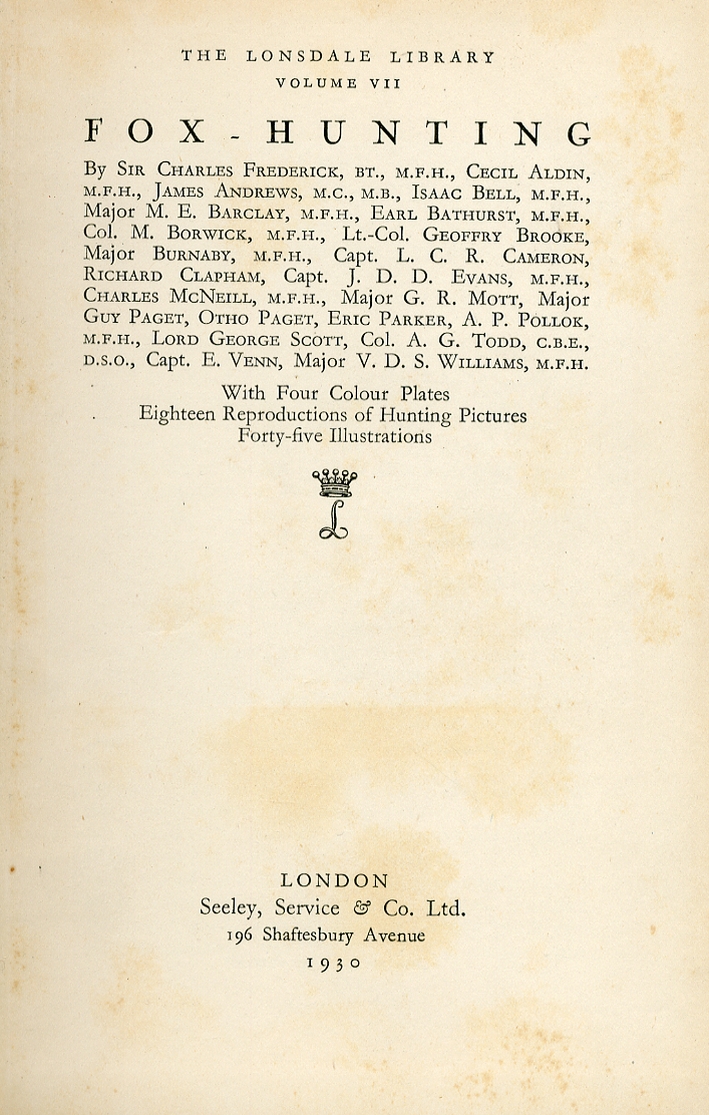 THE LONSDALE LIBRARY
VOLUME VII
FOX-HUNTING
By SIR CHARLES FREDERICK, BT., M.F.H., CECIL ALDIN,
M.F.H., JAMES ANDREWS, M.C., M.B., ISAAC BELL, M.F.H.,
Major M. E. BARCLAY, M.F.H., EARL BATHURST, M.F.H.,
Col. M. BORWICK, M.F.H., Lt.-Col. GEOFFRY BROOKE,
Major BURNABY, M.F.H., Capt. L. C. R. CAMERON,
RICHARD CLAPHAM, Capt. J. D. D. EVANS, M.F.H.,
CHARLES MCNEILL, M.F.H., Major G. R. MOTT, Major
GUY PAGET, OTHO PAGET, ERIC PARKER, A. P. POLLOK,
M.F.H., LORD GEORGE SCOTT, Col. A. G. TODD, C.B.E.,
D.S.O., Capt. E. VENN, Major V. D. S. WILLIAMS, M.F.H.
With Four Colour Plates
Eighteen Reproductions of Hunting Pictures
Forty-five Illustrations
L
LONDON
Seeley, Service & Co. Ltd.
196 Shaftesbury Avenue
1930